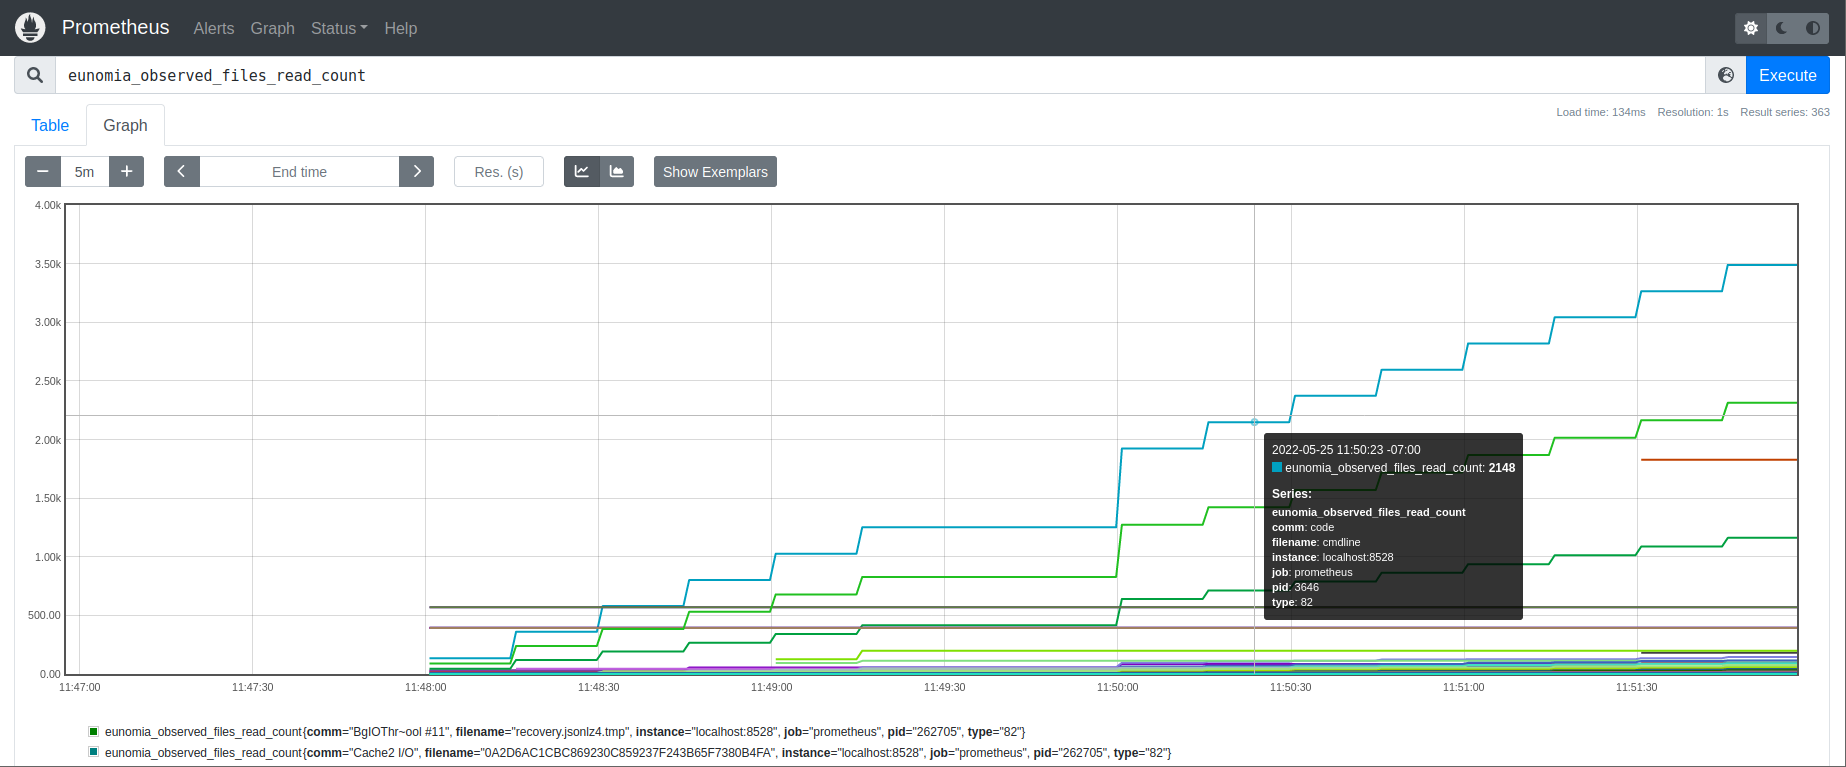 Prometheus Alerts Graph Status Help
eunomia_observed_files_read_count Execute
Load time: 134ms Resolution: 1s Result series: 363
Table Graph
5m End time Res. (s) Show Exemplars
4.00k
3.50k
3.00k
2.50k
2.00k
1.50k
1.00k
500.00
0.00
2022-05-25 11:50:23 -07:00
eunomia_observed_files_read_count: 2148
Series:
eunomia_observed_files_read_count
comm: code
filename: cmdline
instance: localhost:8528
job: prometheus
pid: 3646
type: 82
11:47:00 11:47:30 11:48:00 11:48:30 11:49:00 11:49:30 11:50:00 11:50:30 11:51:00 11:51:30
eunomia_observed_files_read_count{comm="BgIOThr~ool #11", filename="recovery.jsonlz4.tmp", instance="localhost:8528", job="prometheus", pid="262705", type="82"}
eunomia_observed_files_read_count{comm="Cache2 I/O", filename="0A2D6AC1CBC869230C859237F243B65F7380B4FA", instance="localhost:8528", job="prometheus", pid="262705", type="82"}